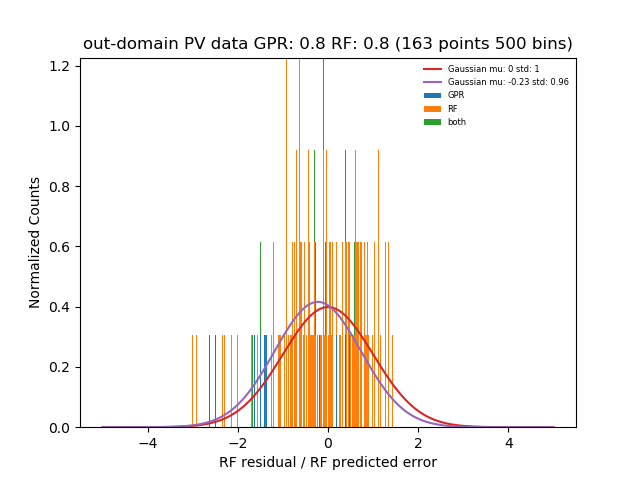 out-domain PV data GPR: 0.8 RF: 0.8 (163 points 500 bins)
Gaussian mu: 0 std: 1
Gaussian mu: -0.23 std: 0.96
GPR
RF
both
Normalized Counts
1.2
1.0
0.8
0.6
0.4
0.2
0.0
−4
−2
0
2
4
RF residual / RF predicted error